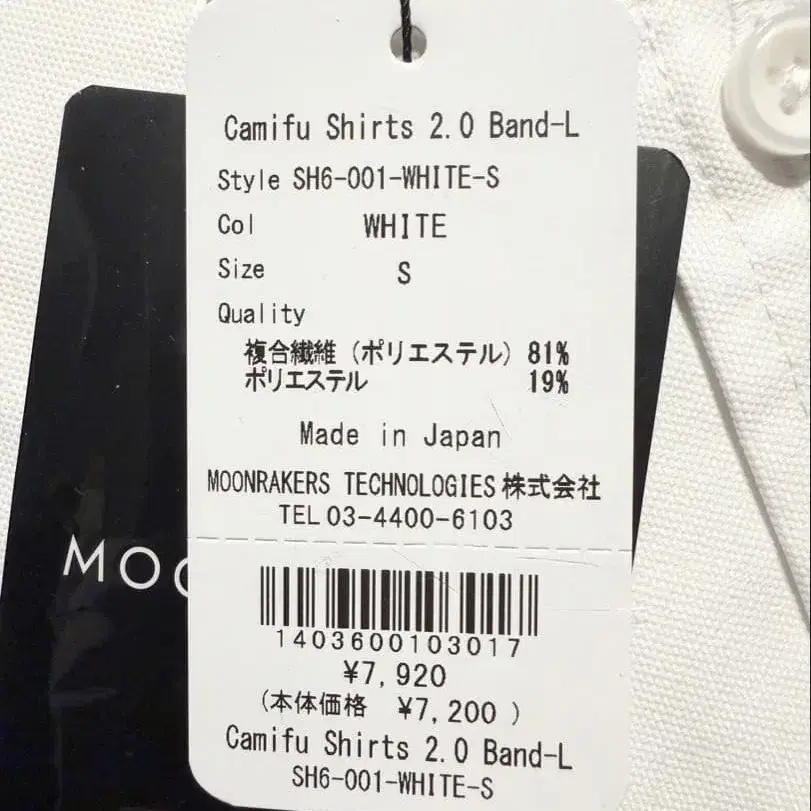 Camifu Shirts 2.0 Band-L
Style SH6-001-WHITE-S
Col WHITE
Size S
Quality
複合繊維（ポリエステル）81%
ポリエステル 19%
Made in Japan
MOONRAKERS TECHNOLOGIES株式会社
TEL 03-4400-6103
MOO
1403600103017
¥7,920
(本体価格 ¥7,200 )
Camifu Shirts 2.0 Band-L
SH6-001-WHITE-S